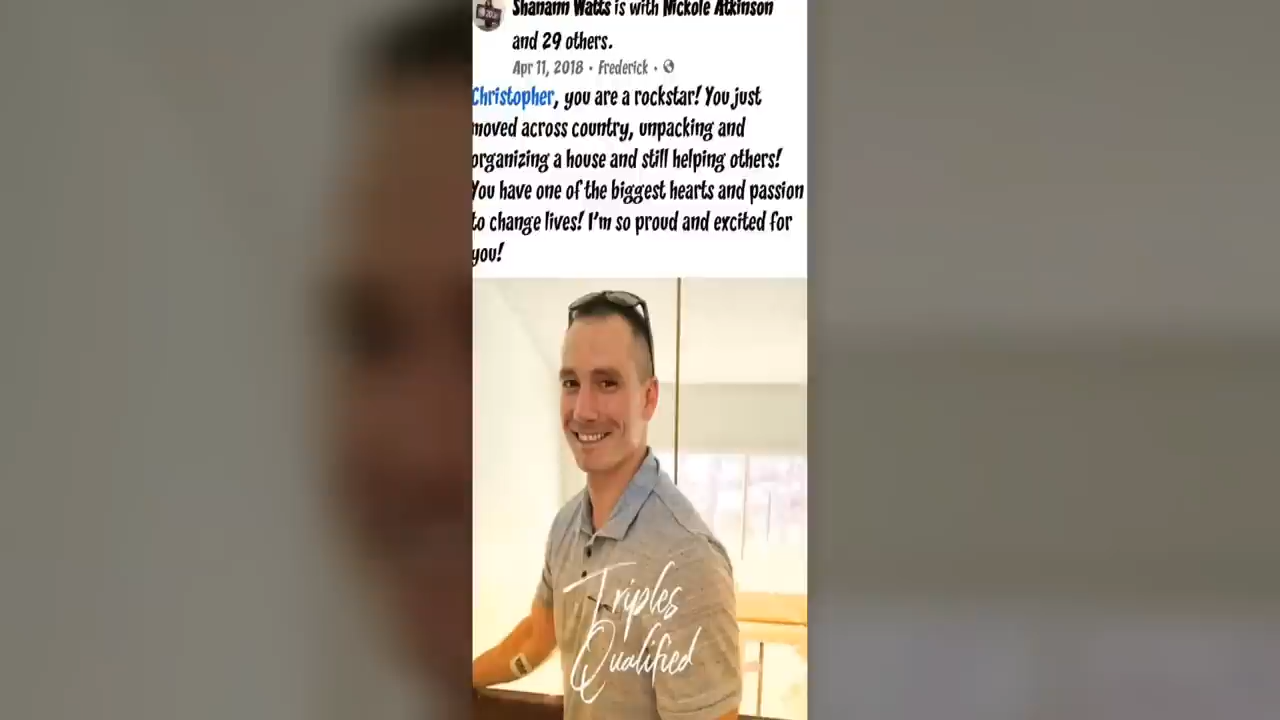 Shanann Watts is with Nickole Atkinson
and 29 others.
Apr 11, 2018 · Frederick ·
Christopher, you are a rockstar! You just
moved across country, unpacking and
organizing a house and still helping others!
You have one of the biggest hearts and passion
to change lives! I'm so proud and excited for
you!
Triples
Qualified